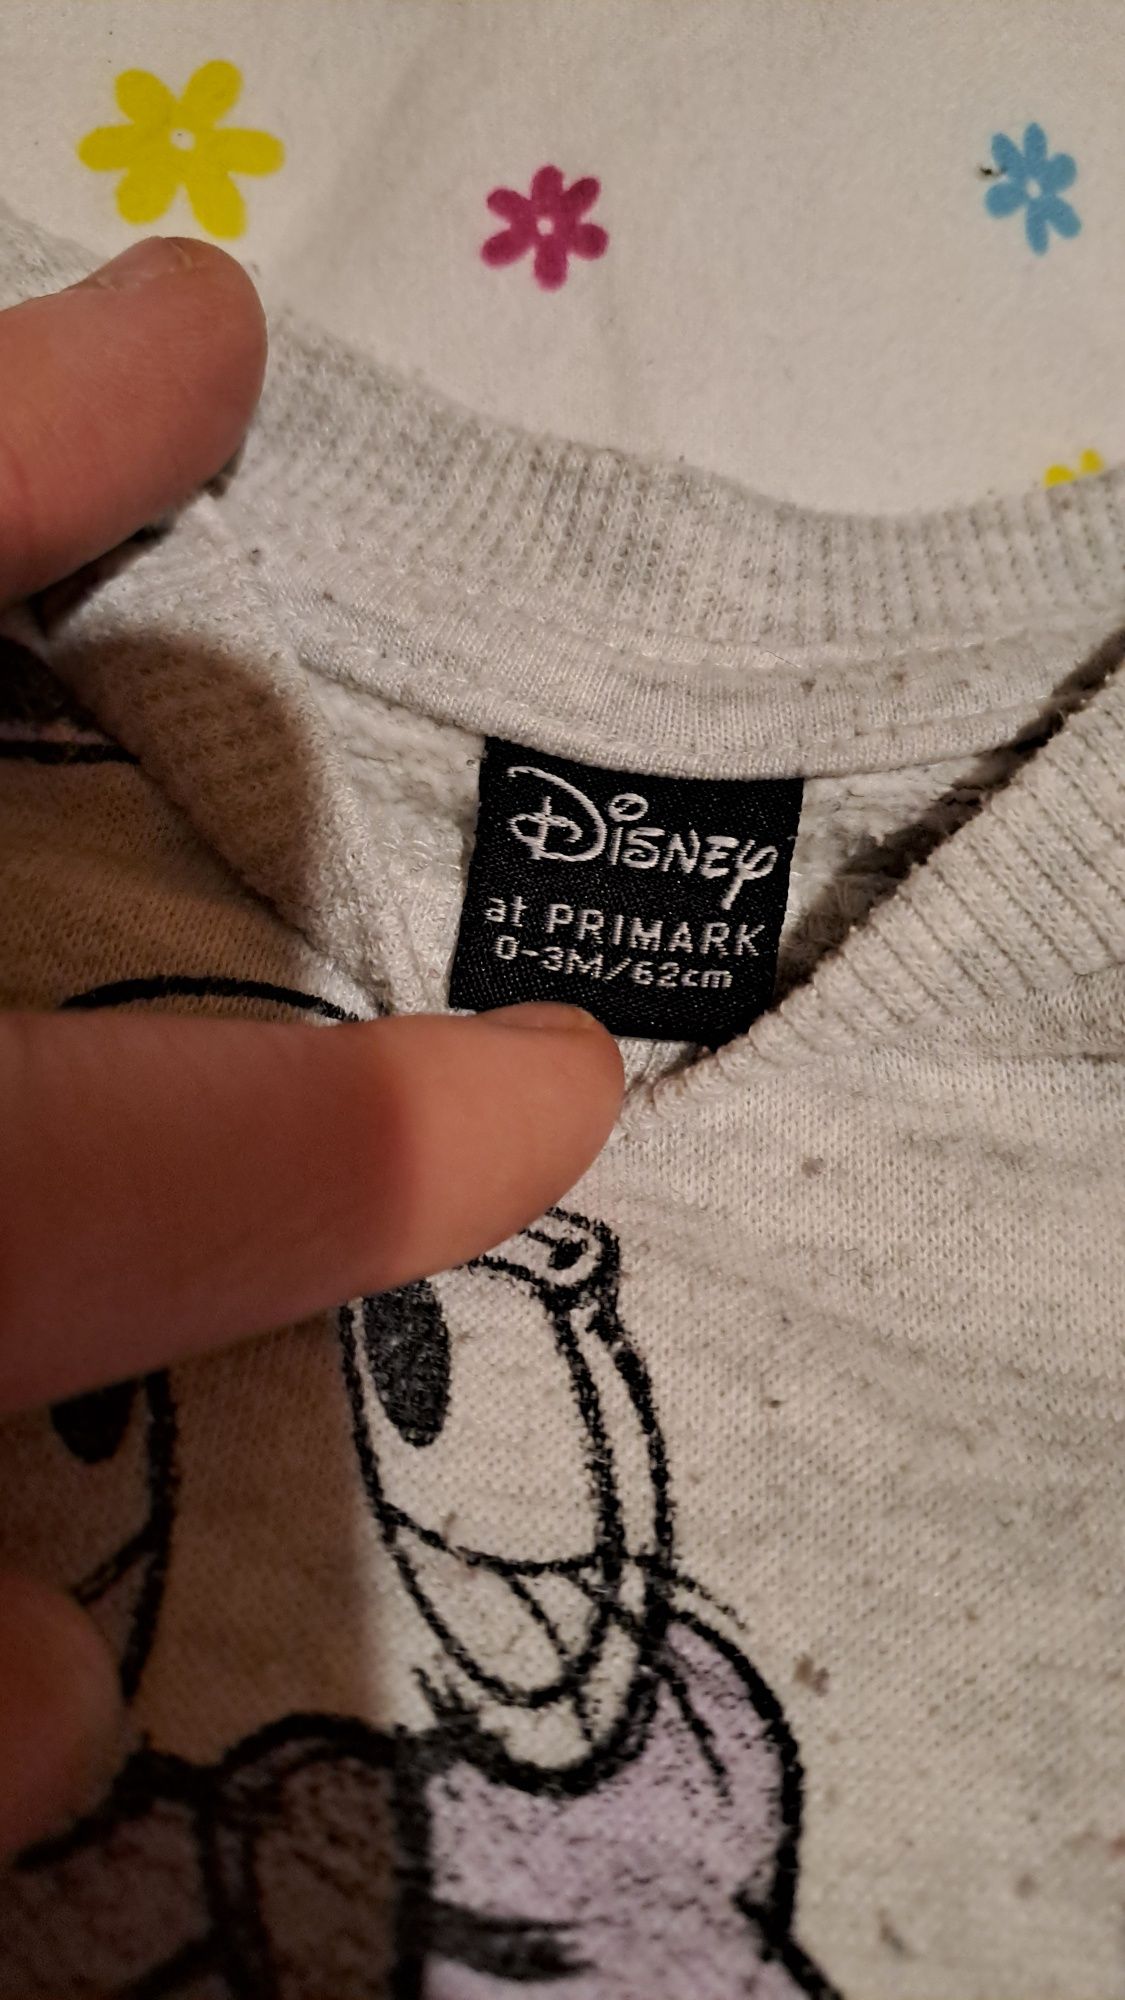 Disney
at PRIMARK
0-3M/62cm